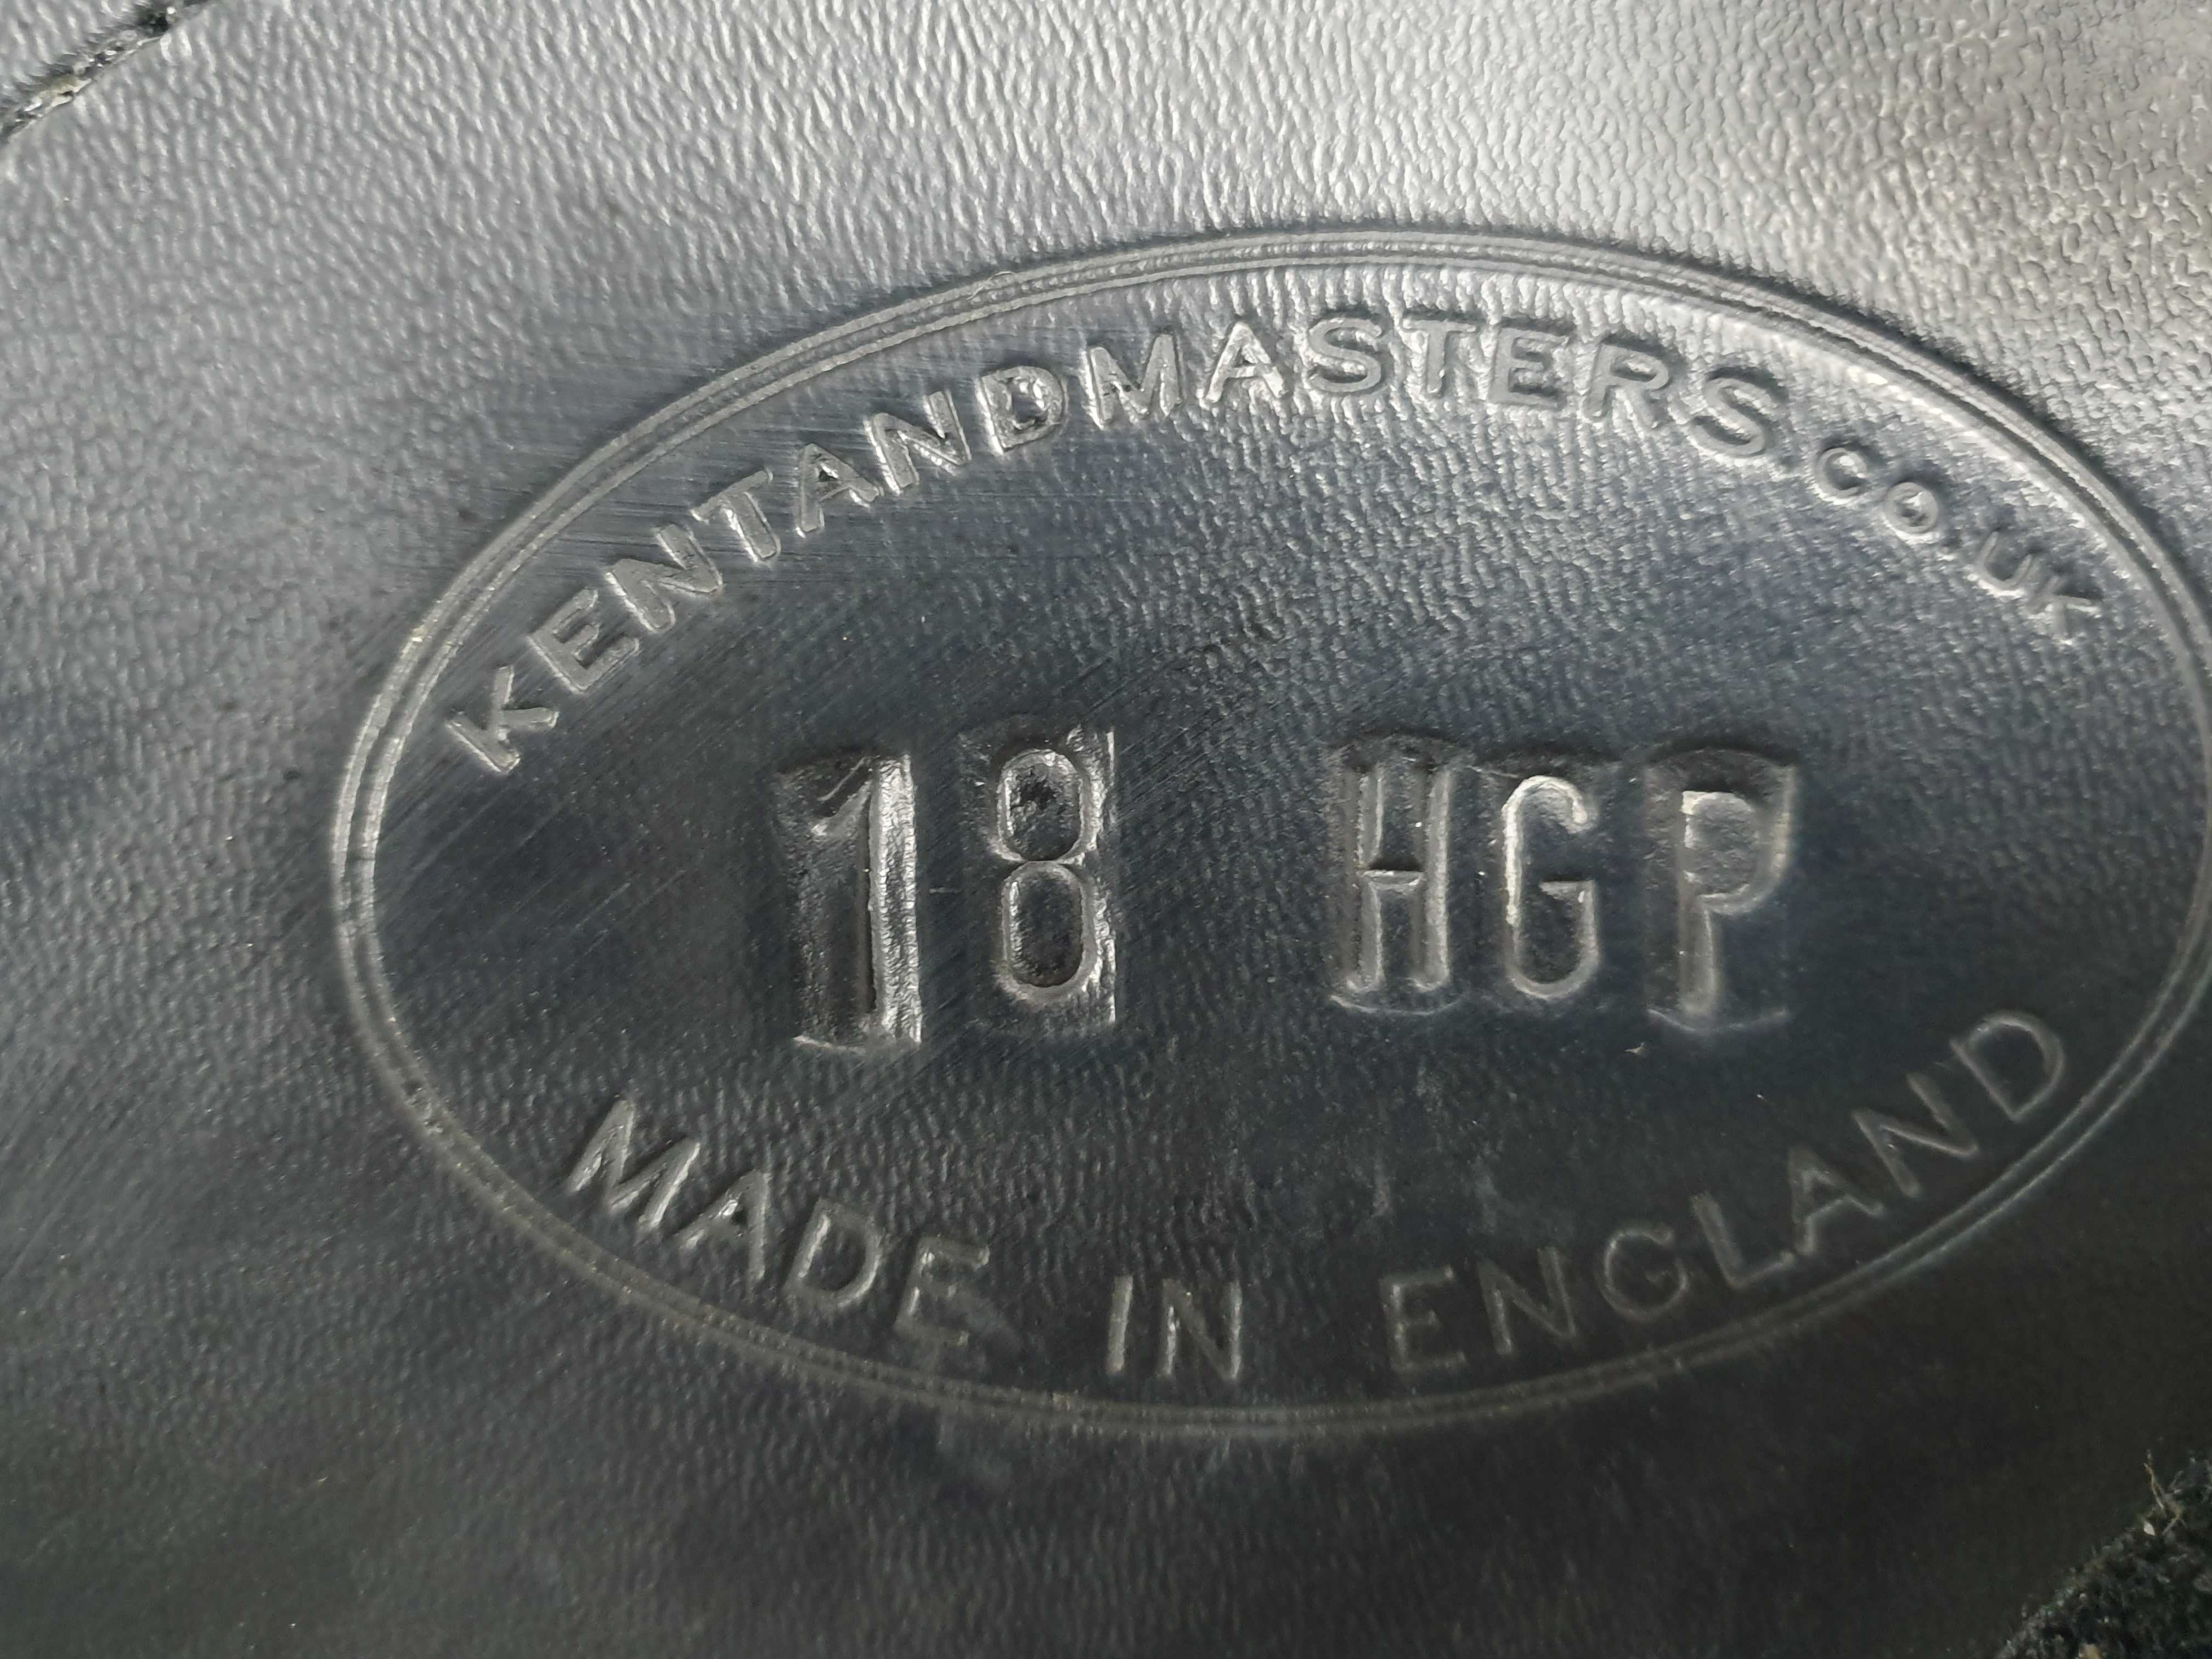 KENTANDMASTERS.CO.UK
18 HGP
MADE IN ENGLAND